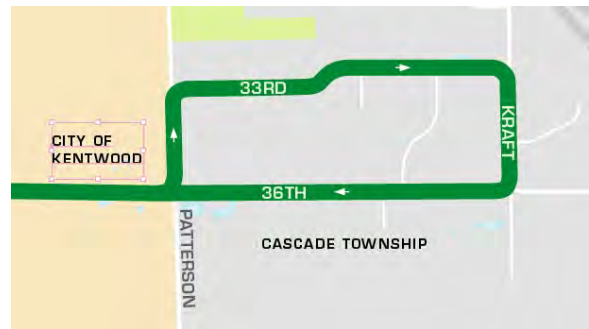 33RD
KRAFT
CITY OF
KENTWOOD
36TH
PATTERSON
CASCADE TOWNSHIP